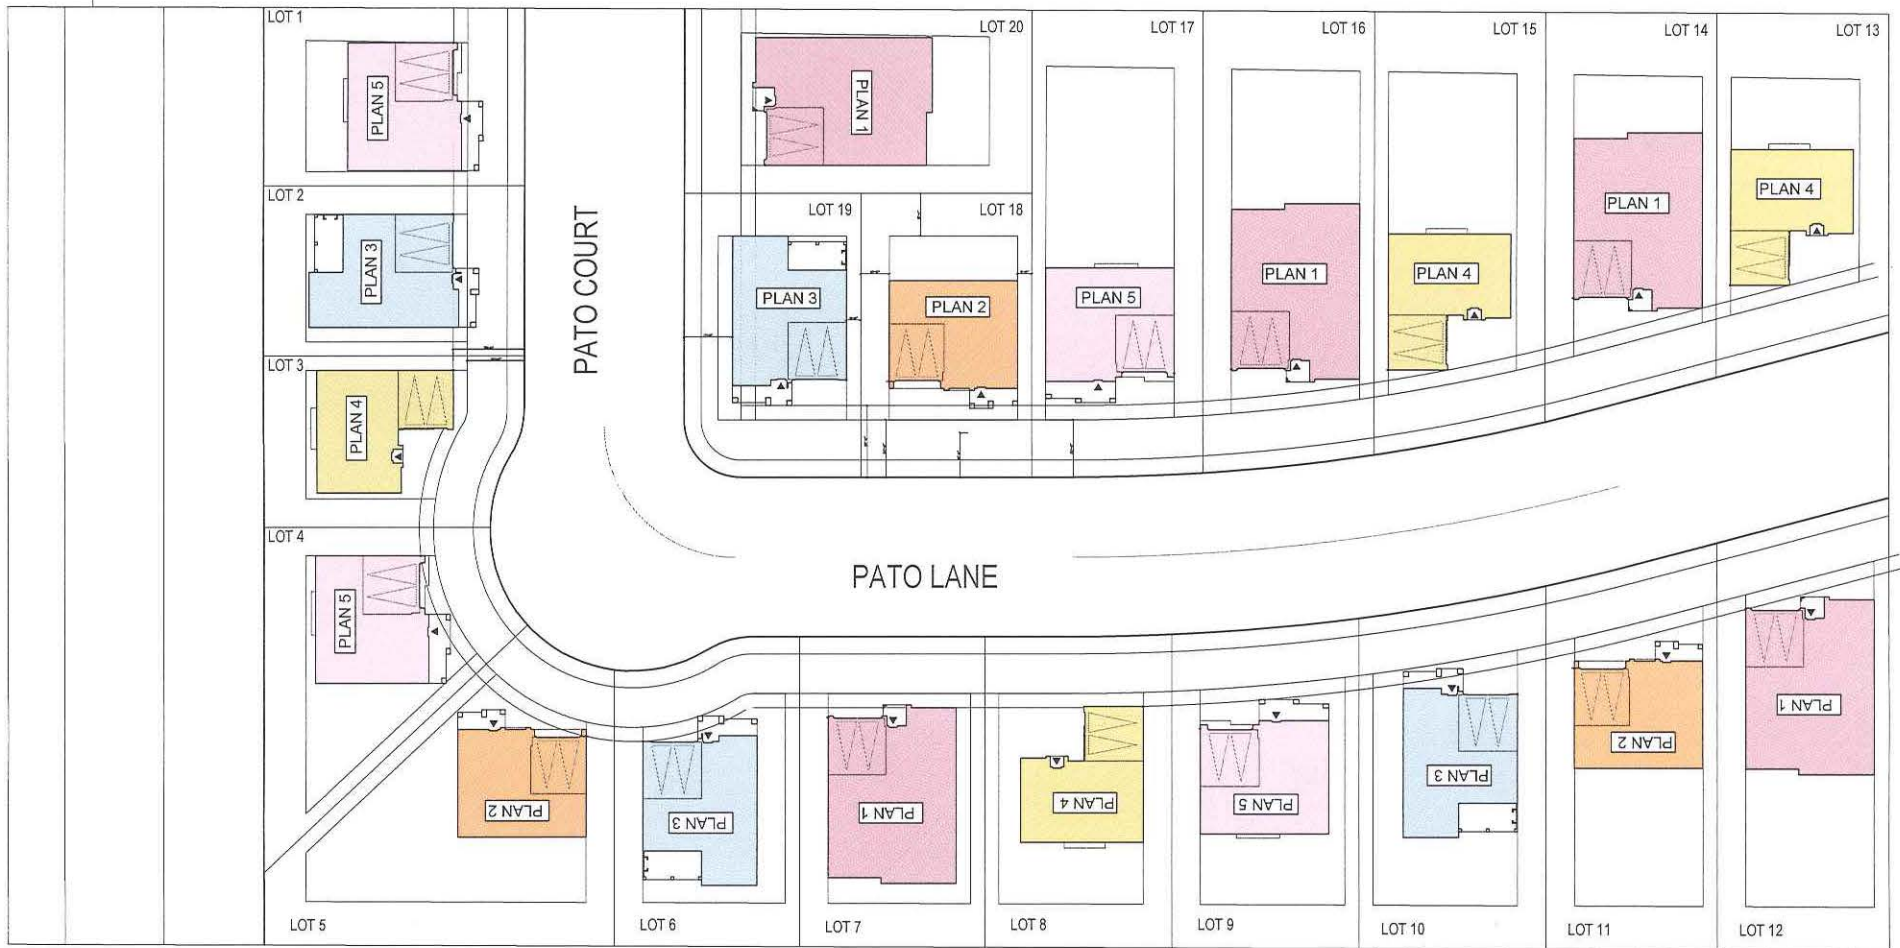 LOT 1
LOT 20
LOT 17
LOT 16
LOT 15
LOT 14
LOT 13
PLAN 5
PLAN 1
LOT 2
PLAN 4
PLAN 1
LOT 19
LOT 18
PLAN 3
PATO COURT
PLAN 3
PLAN 2
PLAN 5
PLAN 1
PLAN 4
LOT 3
PLAN 4
LOT 4
PATO LANE
PLAN 5
PLAN 2
PLAN 3
PLAN 1
PLAN 4
PLAN 5
PLAN 3
PLAN 2
PLAN 1
LOT 5
LOT 6
LOT 7
LOT 8
LOT 9
LOT 10
LOT 11
LOT 12